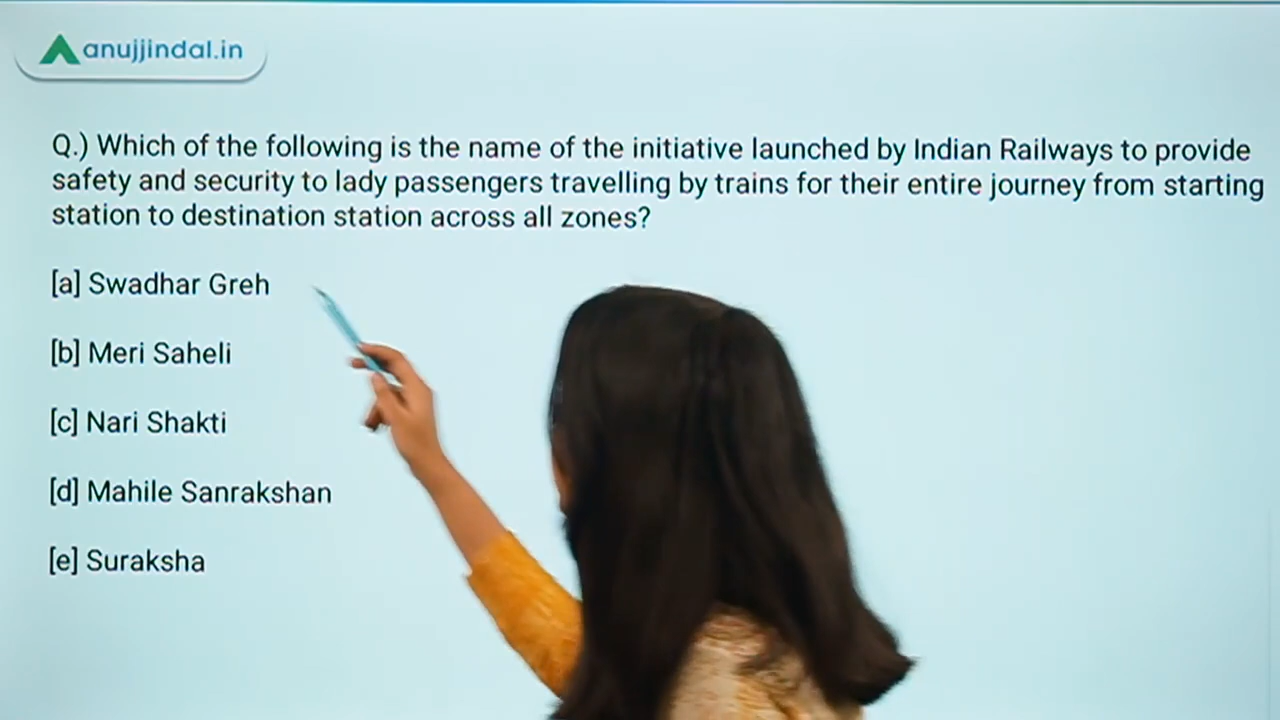 anujjindal.in
Q.) Which of the following is the name of the initiative launched by Indian Railways to provide
safety and security to lady passengers travelling by trains for their entire journey from starting
station to destination station across all zones?
[a] Swadhar Greh
[b] Meri Saheli
[c] Nari Shakti
[d] Mahile Sanrakshan
[e] Suraksha